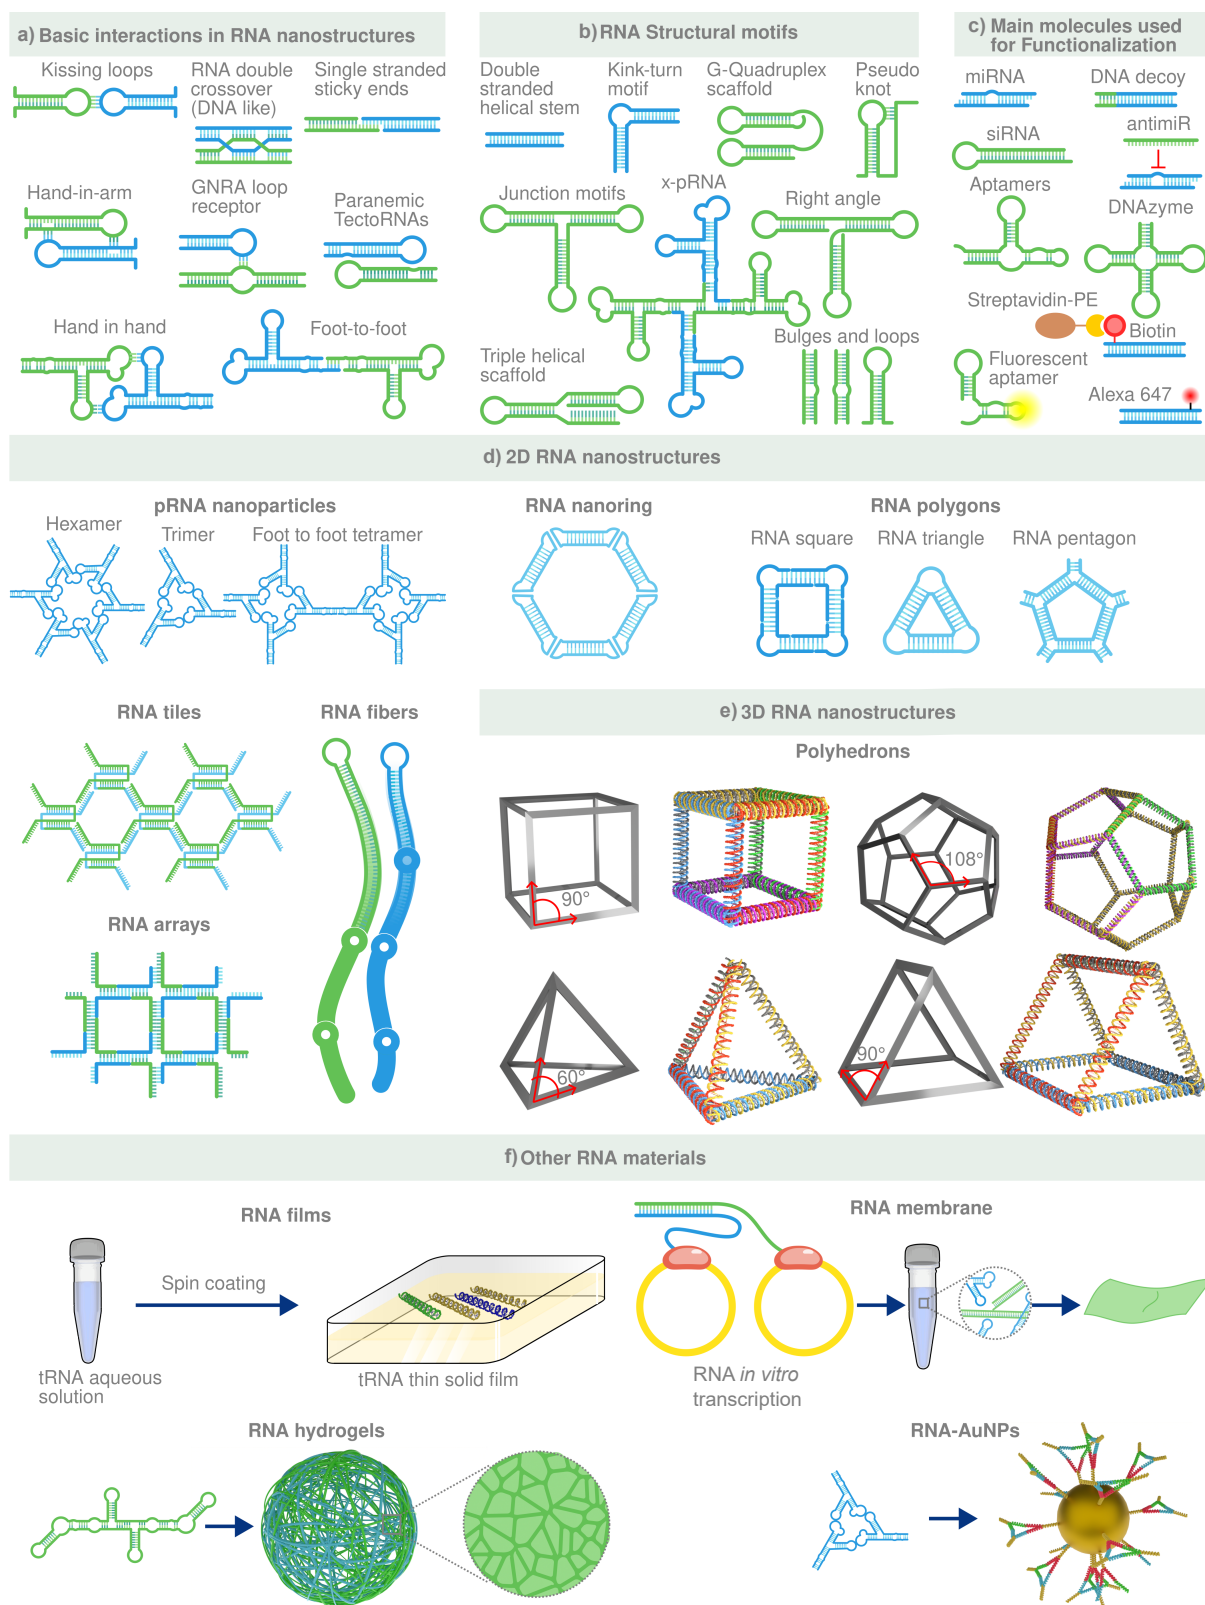 a) Basic interactions in RNA nanostructures
Kissing loops
RNA double
crossover
(DNA like)
Single stranded
sticky ends
Hand-in-arm
GNRA loop
receptor
Paranemic
TectoRNAs
Hand in hand
Foot-to-foot
b) RNA Structural motifs
Double
stranded
helical stem
Kink-turn
motif
G-Quadruplex
scaffold
Pseudo
knot
Junction motifs
x-pRNA
Right angle
Triple helical
scaffold
Bulges and loops
c) Main molecules used
for Functionalization
miRNA
DNA decoy
siRNA
antimiR
Aptamers
DNAzyme
Streptavidin-PE
Biotin
Fluorescent
aptamer
Alexa 647
d) 2D RNA nanostructures
pRNA nanoparticles
Hexamer
Trimer
Foot to foot tetramer
RNA nanoring
RNA polygons
RNA square
RNA triangle
RNA pentagon
RNA tiles
RNA fibers
RNA arrays
e) 3D RNA nanostructures
Polyhedrons
90°
108°
60°
90°
f) Other RNA materials
RNA films
tRNA aqueous
solution
Spin coating
tRNA thin solid film
RNA membrane
RNA in vitro
transcription
RNA hydrogels
RNA-AuNPs